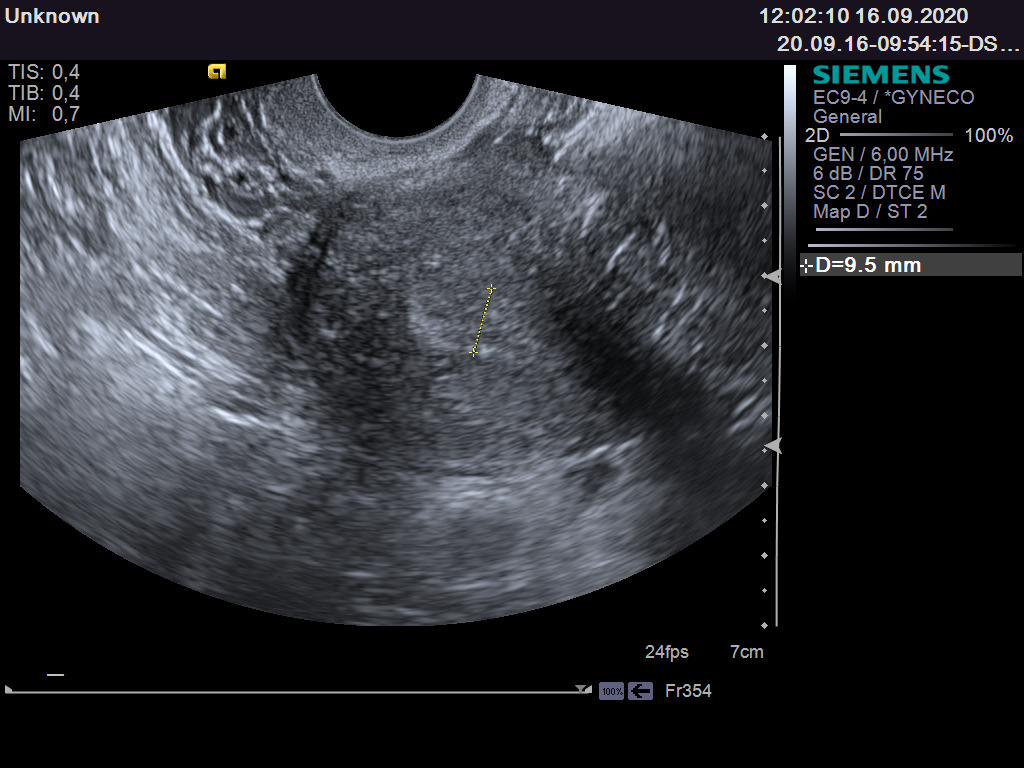 Unknown
12:02:10 16.09.2020
20.09.16-09:54:15-DS...
TIS: 0,4
TIB: 0,4
MI: 0,7
SIEMENS
EC9-4 / *GYNECO
General
2D 100%
GEN / 6,00 MHz
6 dB / DR 75
SC 2 / DTCE M
Map D / ST 2
D=9.5 mm
24fps 7cm
100% Fr354